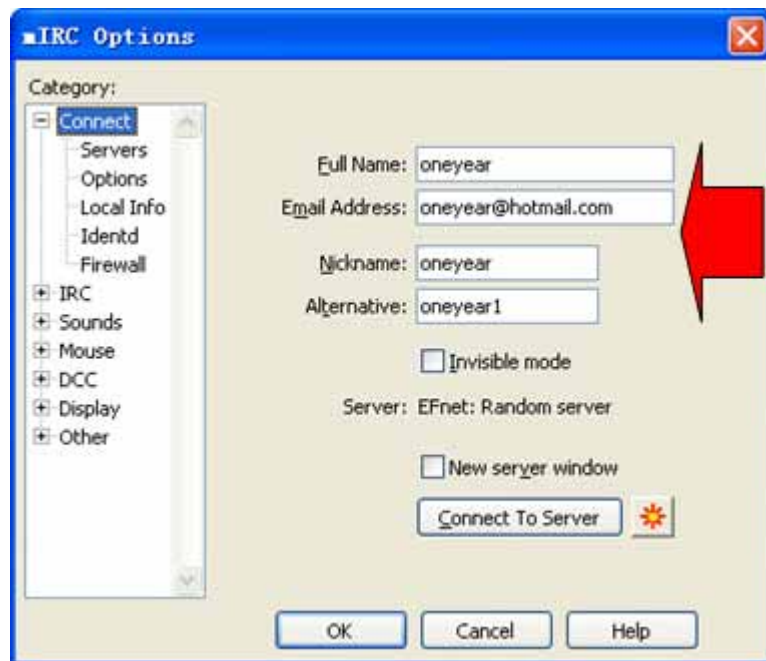 mIRC Options
Category:
Connect
Servers
Options
Local Info
Identd
Firewall
IRC
Sounds
Mouse
DCC
Display
Other
Full Name: oneyear
Email Address: oneyear@hotmail.com
Nickname: oneyear
Alternative: oneyear1
Invisible mode
Server: EFnet: Random server
New server window
Connect To Server
OK Cancel Help